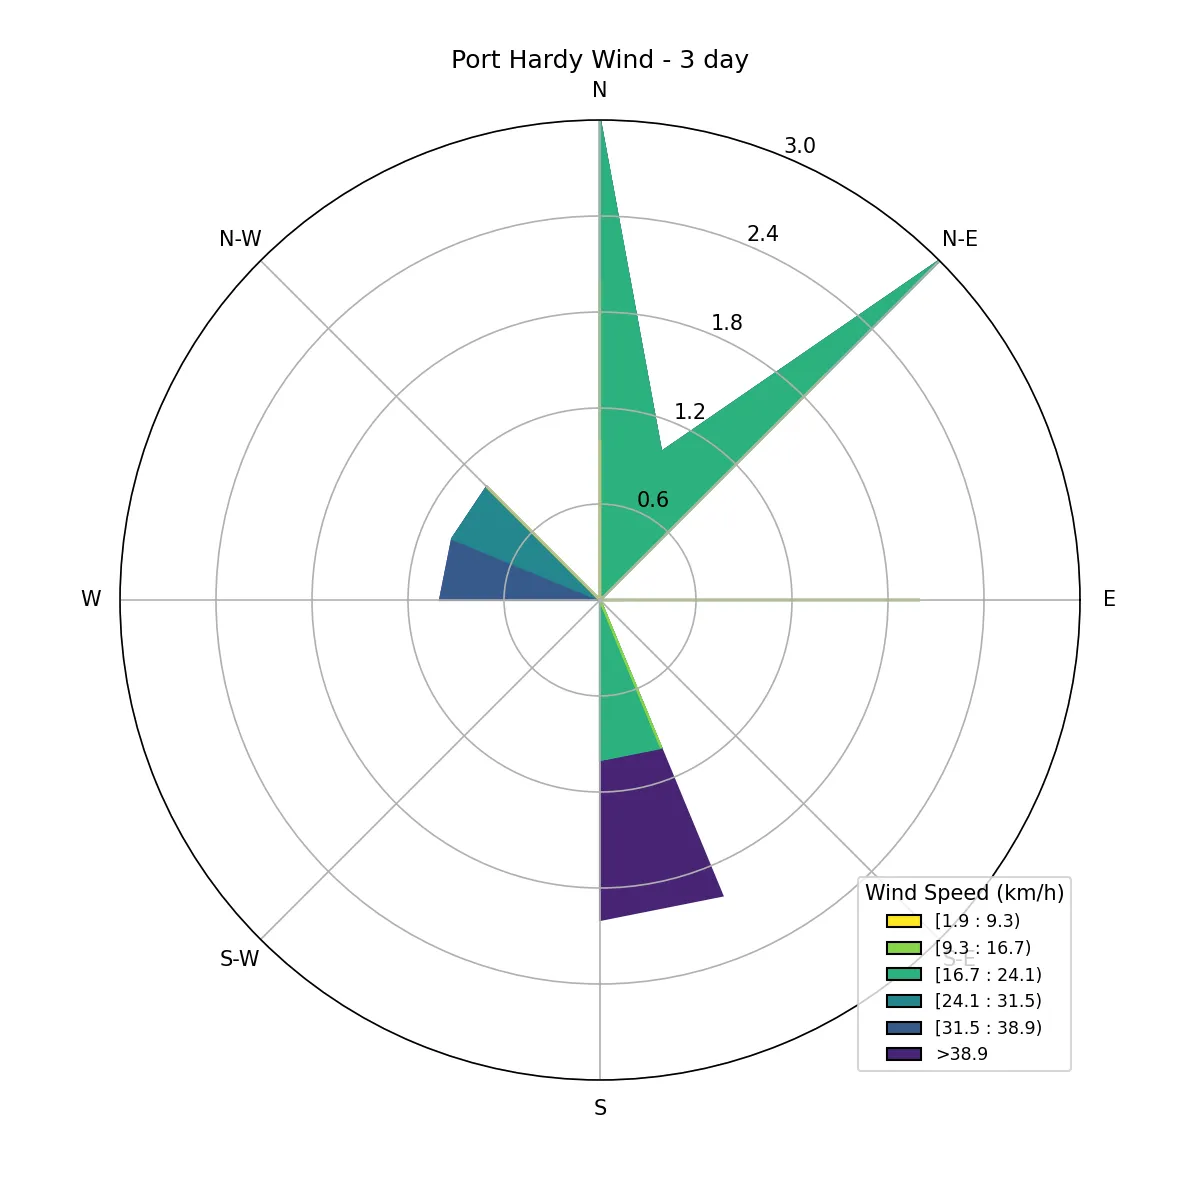 Port Hardy Wind - 3 day
N
3.0
2.4
N-W
N-E
1.8
1.2
0.6
W
E
Wind Speed (km/h)
[1.9 : 9.3)
[9.3 : 16.7)
S-W
S-E
[16.7 : 24.1)
[24.1 : 31.5)
[31.5 : 38.9)
>38.9
S